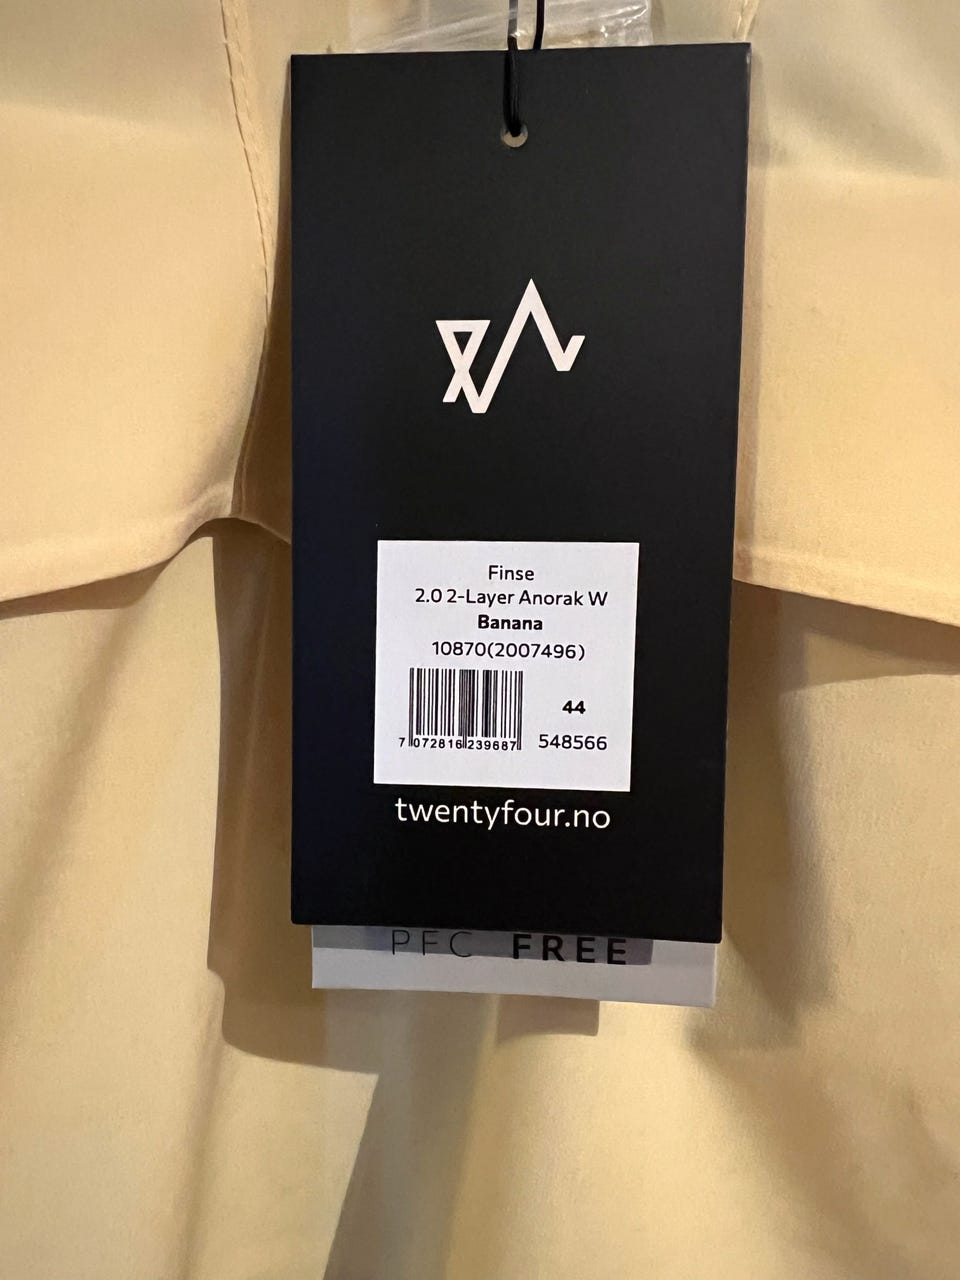 Finse
2.0 2-Layer Anorak W
Banana
10870(2007496)
44
7 072816 239687
548566
twentyfour.no
PFC FREE